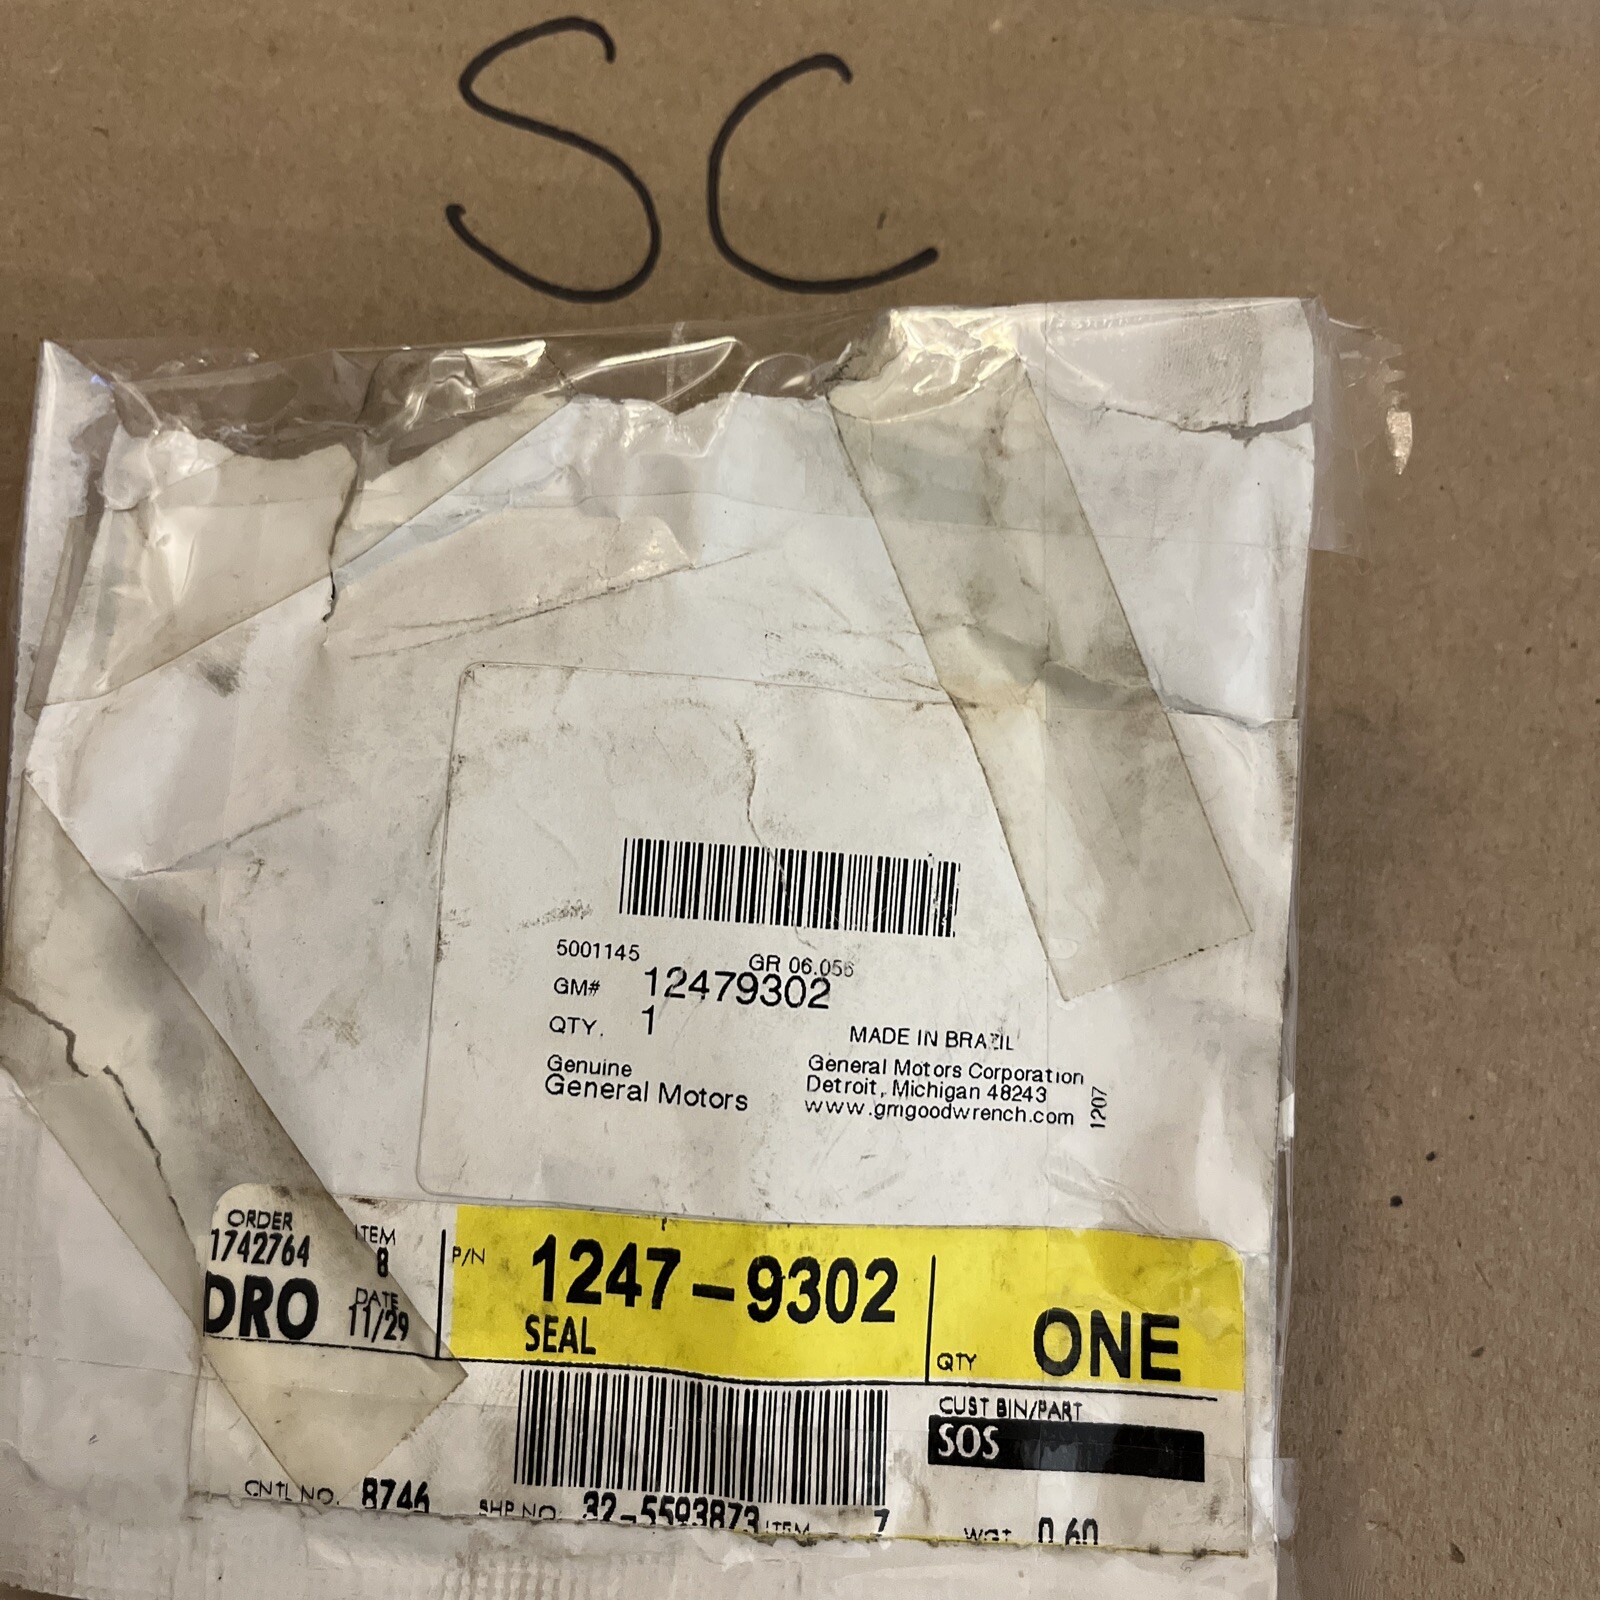 SC
5001145 GR 06.056
GM# 12479302
QTY. 1
MADE IN BRAZIL
Genuine
General Motors
General Motors Corporation
Detroit, Michigan 48243
www.gmgoodwrench.com
1207
ORDER ITEM
1742764 8
DRO DATE
11/29
P/N 1247-9302
SEAL
QTY ONE
CUST BIN/PART
SOS
CNTL NO. 8746 SHP NO. 32-5593873 ITEM 7
WGT 0.60